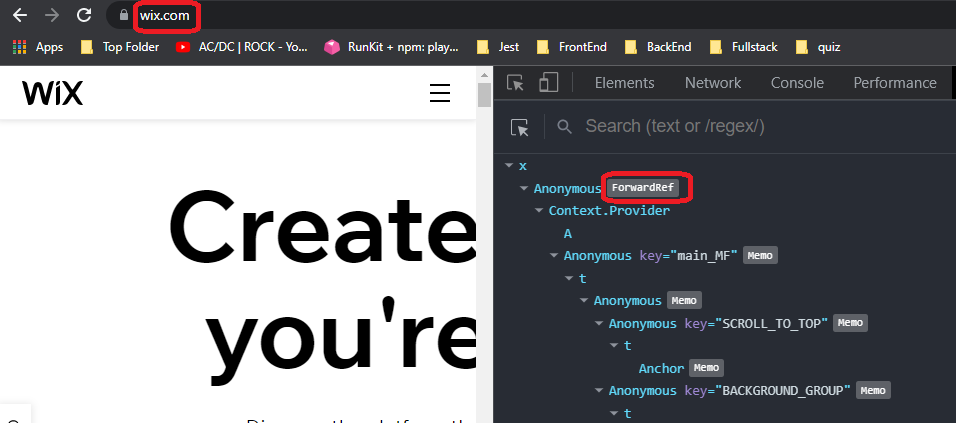 wix.com
Apps Top Folder AC/DC | ROCK - Yo... RunKit + npm: play... Jest FrontEnd BackEnd Fullstack quiz
WiX
Elements Network Console Performance
Search (text or /regex/)
x
Anonymous ForwardRef
Context.Provider
A
Anonymous key="main_MF" Memo
t
Anonymous Memo
Anonymous key="SCROLL_TO_TOP" Memo
t
Anchor Memo
Anonymous key="BACKGROUND_GROUP" Memo
t
Create
you're